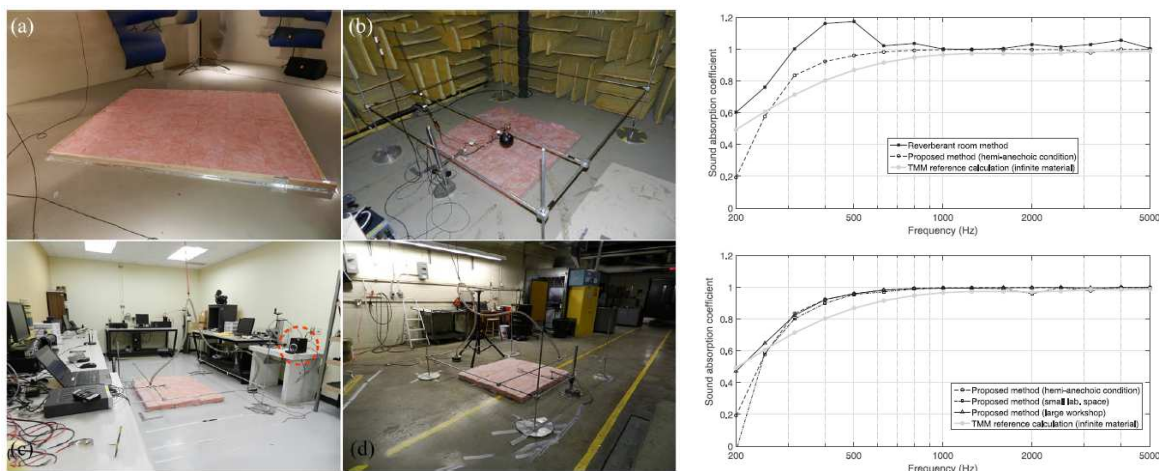 (a)
(b)
(c)
(d)
1.2
1
0.8
0.6
0.4
0.2
0
Sound absorption coefficient
Reverberant room method
Proposed method (hemi-anechoic condition)
TMM reference calculation (infinite material)
200
500
1000
2000
5000
Frequency (Hz)
1.2
1
0.8
0.6
0.4
0.2
0
Sound absorption coefficient
Proposed method (hemi-anechoic condition)
Proposed method (small lab. space)
Proposed method (large workshop)
TMM reference calculation (infinite material)
200
500
1000
2000
5000
Frequency (Hz)